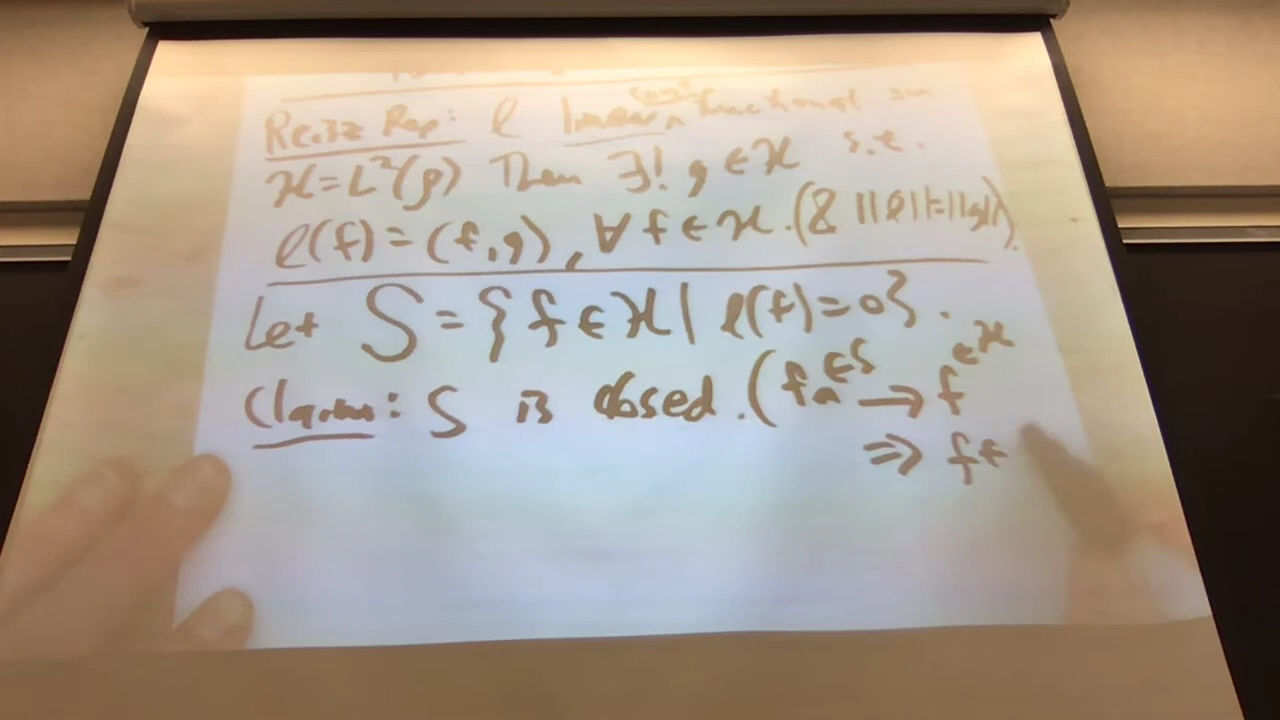 Reisz Rep: ℓ linear cont functional on
ℋ=L²(ρ) Then ∃! g ∈ ℋ s.t.
ℓ(f) = (f,g), ∀ f ∈ ℋ. (& ||ℓ||=||g||).
Let S = {f ∈ ℋ | ℓ(f)=0}.
Claim: S is closed. (fₙ ∈S → f ∈ ℋ
⇒ f ∈